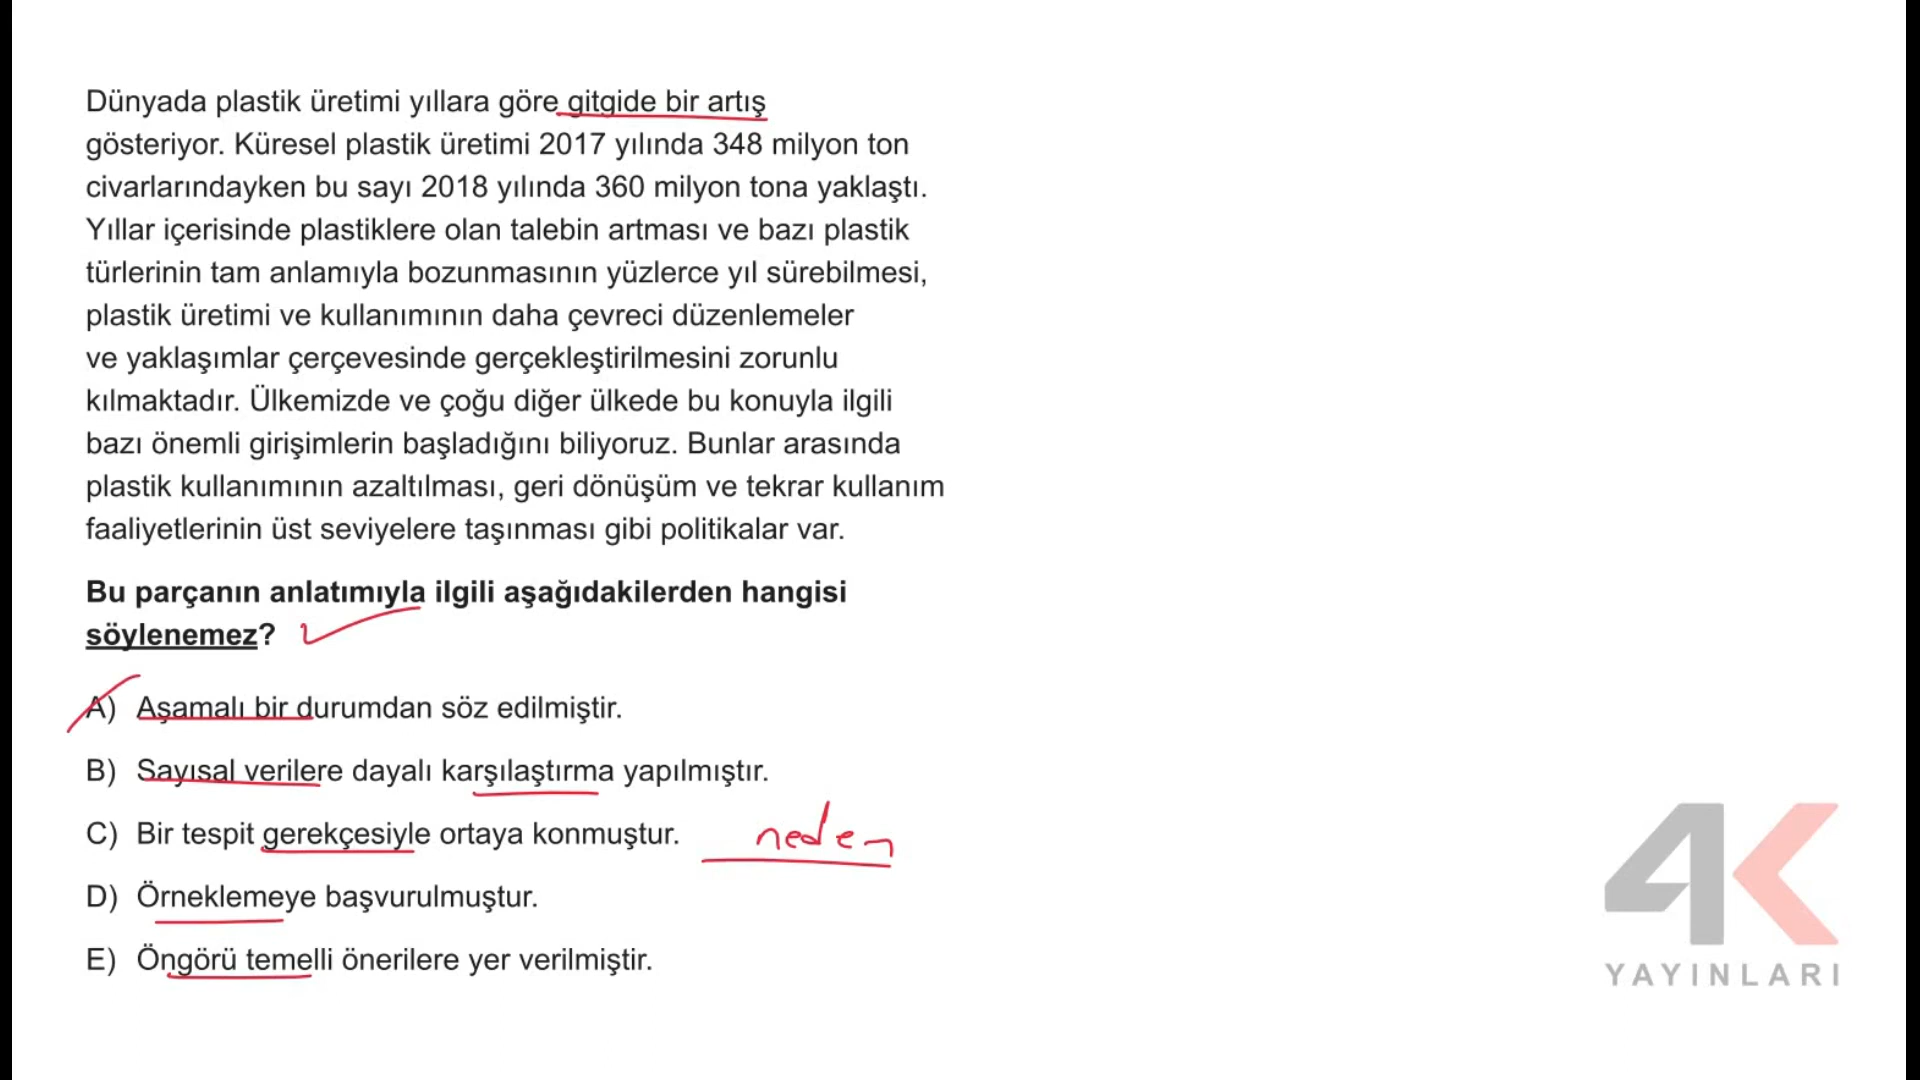 Dünyada plastik üretimi yıllara göre gitgide bir artış
gösteriyor. Küresel plastik üretimi 2017 yılında 348 milyon ton
civarlarındayken bu sayı 2018 yılında 360 milyon tona yaklaştı.
Yıllar içerisinde plastiklere olan talebin artması ve bazı plastik
türlerinin tam anlamıyla bozunmasının yüzlerce yıl sürebilmesi,
plastik üretimi ve kullanımının daha çevreci düzenlemeler
ve yaklaşımlar çerçevesinde gerçekleştirilmesini zorunlu
kılmaktadır. Ülkemizde ve çoğu diğer ülkede bu konuyla ilgili
bazı önemli girişimlerin başladığını biliyoruz. Bunlar arasında
plastik kullanımının azaltılması, geri dönüşüm ve tekrar kullanım
faaliyetlerinin üst seviyelere taşınması gibi politikalar var.
Bu parçanın anlatımıyla ilgili aşağıdakilerden hangisi
söylenemez?
A) Aşamalı bir durumdan söz edilmiştir.
B) Sayısal verilere dayalı karşılaştırma yapılmıştır.
C) Bir tespit gerekçesiyle ortaya konmuştur. neden
D) Örneklemeye başvurulmuştur.
E) Öngörü temelli önerilere yer verilmiştir.
4K
YAYINLARI